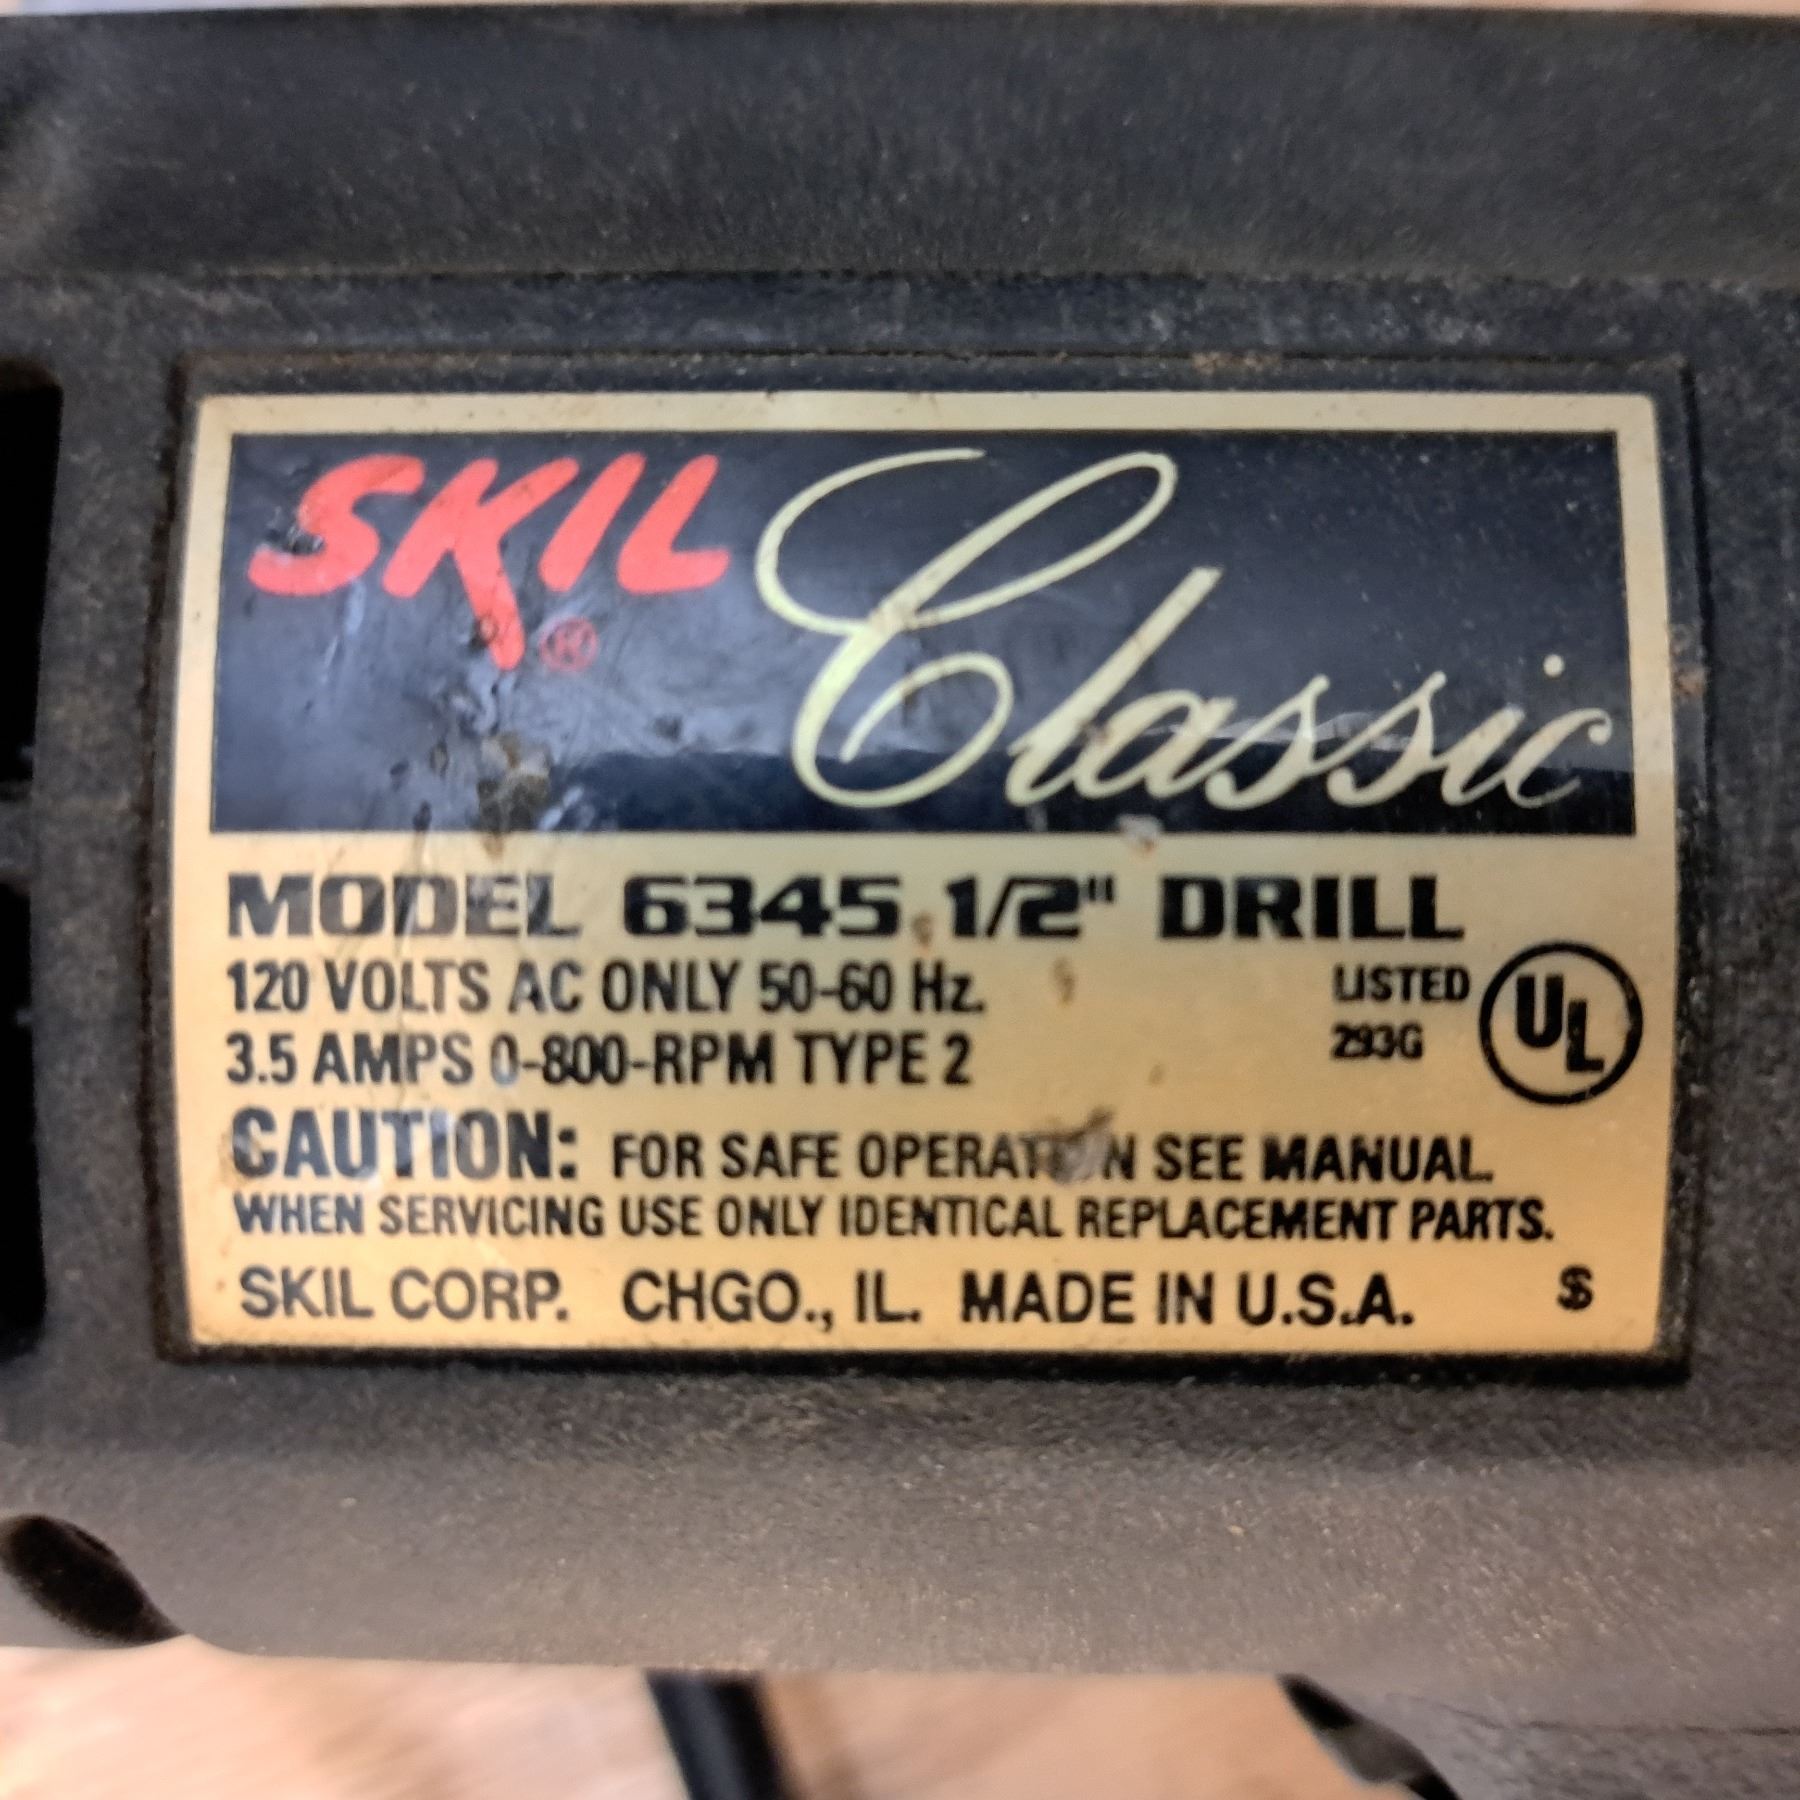 SKIL® Classic
MODEL 6345 1/2" DRILL
120 VOLTS AC ONLY 50-60 Hz.
3.5 AMPS 0-800-RPM TYPE 2
LISTED
293G
UL
CAUTION: FOR SAFE OPERATION SEE MANUAL.
WHEN SERVICING USE ONLY IDENTICAL REPLACEMENT PARTS.
SKIL CORP. CHGO., IL. MADE IN U.S.A.